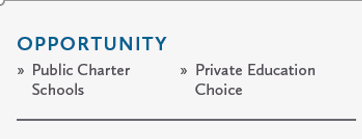 OPPORTUNITY
» Public Charter
Schools
» Private Education
Choice